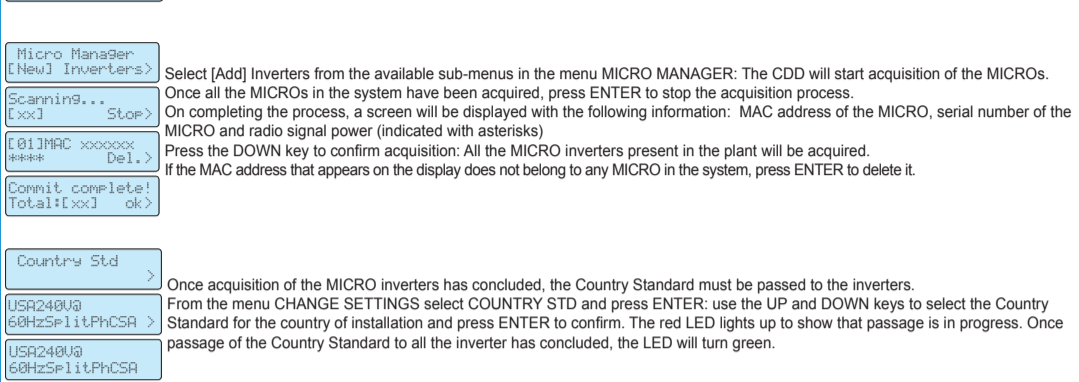 Micro Manager
[New] Inverters>
Scanning...
[xx] Stop>
[01]MAC xxxxxx
**** Del.>
Commit complete!
Total:[xx] ok>
Select [Add] Inverters from the available sub-menus in the menu MICRO MANAGER: The CDD will start acquisition of the MICROs.
Once all the MICROs in the system have been acquired, press ENTER to stop the acquisition process.
On completing the process, a screen will be displayed with the following information: MAC address of the MICRO, serial number of the
MICRO and radio signal power (indicated with asterisks)
Press the DOWN key to confirm acquisition: All the MICRO inverters present in the plant will be acquired.
If the MAC address that appears on the display does not belong to any MICRO in the system, press ENTER to delete it.
Country Std
>
USA240V@
60HzSplitPhCSA >
USA240V@
60HzSplitPhCSA
Once acquisition of the MICRO inverters has concluded, the Country Standard must be passed to the inverters.
From the menu CHANGE SETTINGS select COUNTRY STD and press ENTER: use the UP and DOWN keys to select the Country
Standard for the country of installation and press ENTER to confirm. The red LED lights up to show that passage is in progress. Once
passage of the Country Standard to all the inverter has concluded, the LED will turn green.